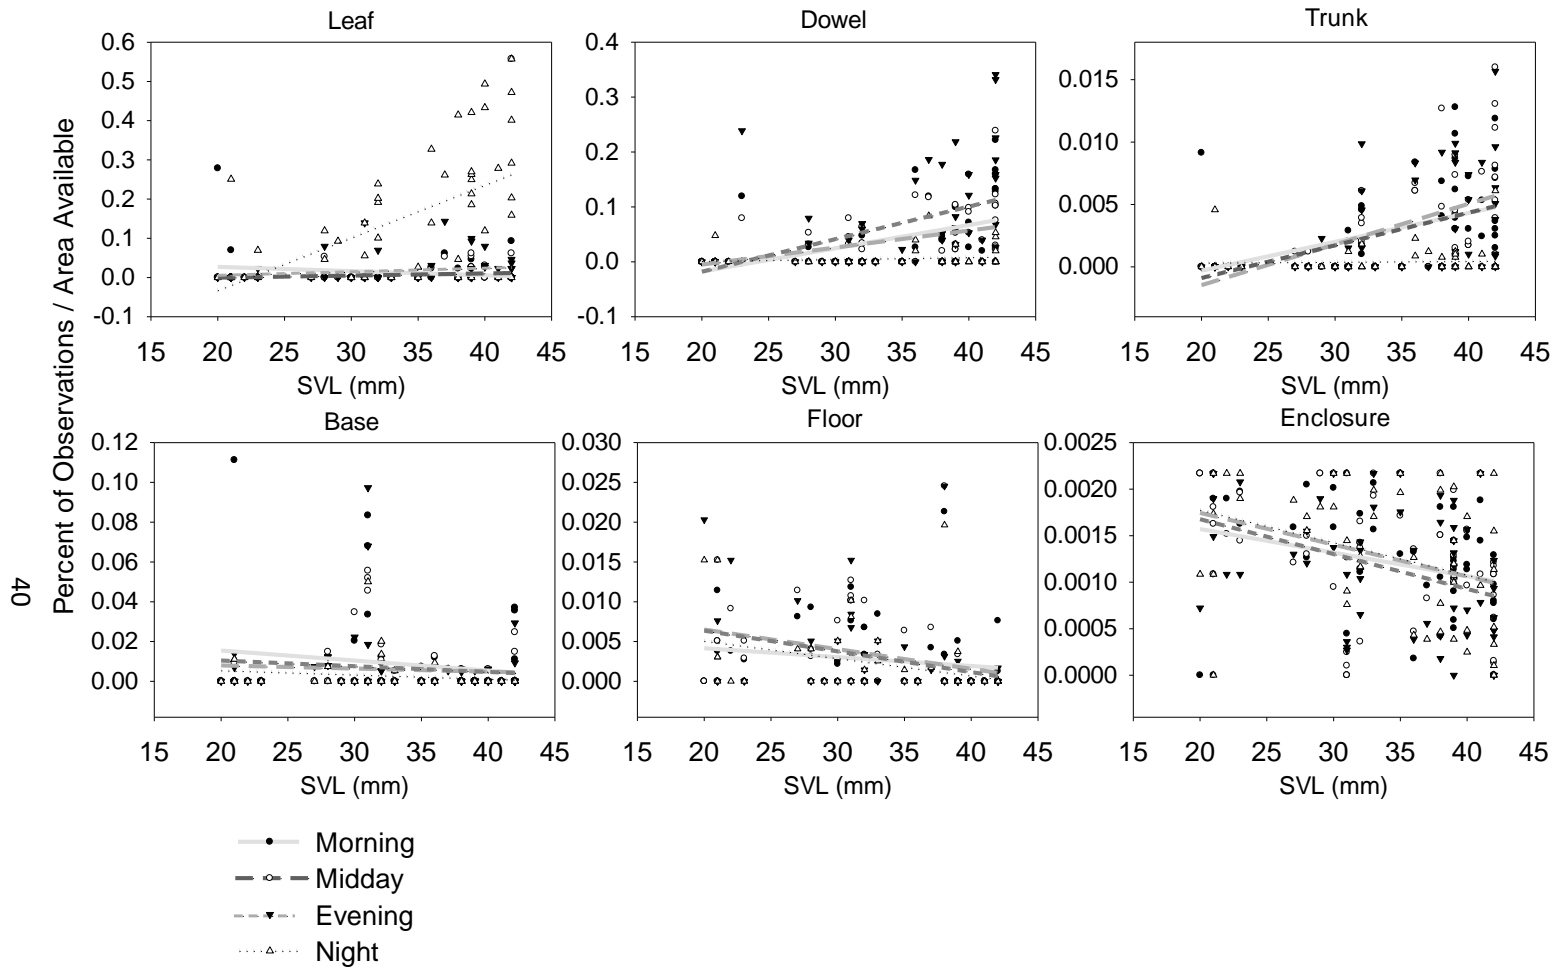 Leaf
Dowel
Trunk
0.6
0.5
0.4
0.3
0.2
0.1
0.0
-0.1
0.4
0.3
0.2
0.1
0.0
-0.1
0.015
0.010
0.005
0.000
15 20 25 30 35 40 45
15 20 25 30 35 40 45
15 20 25 30 35 40 45
SVL (mm)
SVL (mm)
SVL (mm)
Percent of Observations / Area Available
40
Base
Floor
Enclosure
0.12
0.10
0.08
0.06
0.04
0.02
0.00
0.030
0.025
0.020
0.015
0.010
0.005
0.000
0.0025
0.0020
0.0015
0.0010
0.0005
0.0000
15 20 25 30 35 40 45
15 20 25 30 35 40 45
15 20 25 30 35 40 45
SVL (mm)
SVL (mm)
SVL (mm)
Morning
Midday
Evening
Night